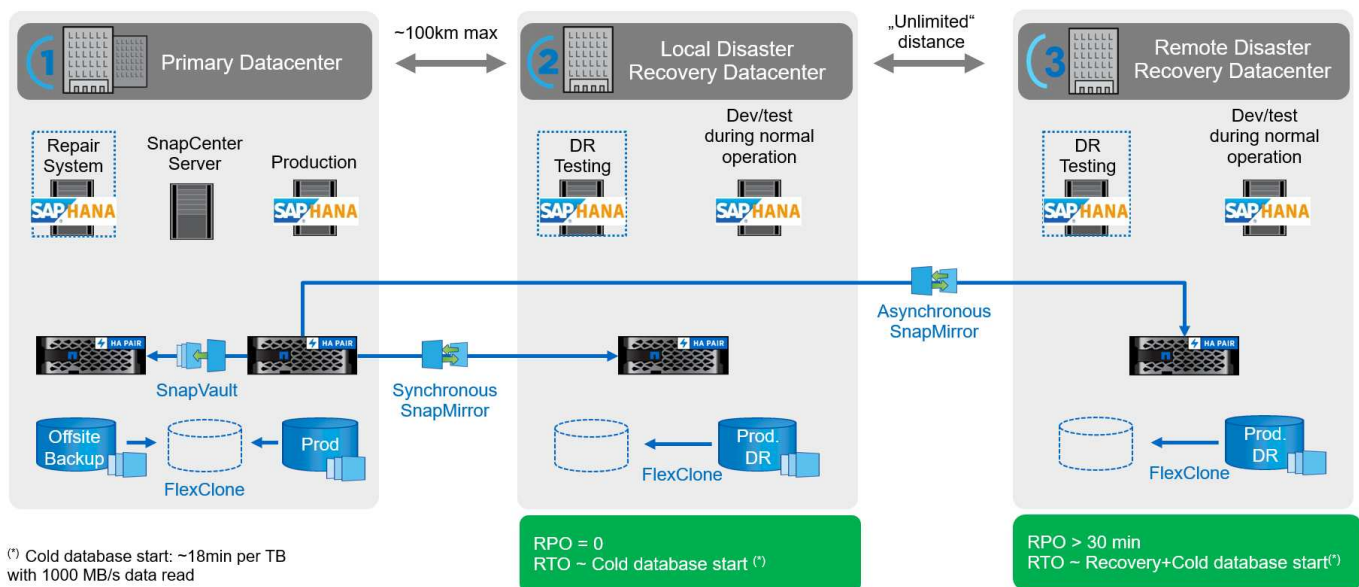 1
Primary Datacenter
~100km max
2
Local Disaster
Recovery Datacenter
„Unlimited“
distance
3
Remote Disaster
Recovery Datacenter
Repair
System
SAP HANA
SnapCenter
Server
Production
SAP HANA
DR
Testing
SAP HANA
Dev/test
during normal
operation
SAP HANA
DR
Testing
SAP HANA
Dev/test
during normal
operation
SAP HANA
Asynchronous
SnapMirror
HA PAIR
SnapVault
HA PAIR
Synchronous
SnapMirror
HA PAIR
HA PAIR
Offsite
Backup
FlexClone
Prod
FlexClone
Prod.
DR
FlexClone
Prod.
DR
(*) Cold database start: ~18min per TB
with 1000 MB/s data read
RPO = 0
RTO ~ Cold database start (*)
RPO > 30 min
RTO ~ Recovery+Cold database start(*)